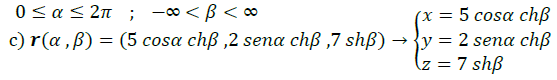 0 ≤ α ≤ 2π ; −∞ < β < ∞
c) r(α ,β) = (5 cosα chβ ,2 senα chβ ,7 shβ) → { x = 5 cosα chβ
y = 2 senα chβ
z = 7 shβ